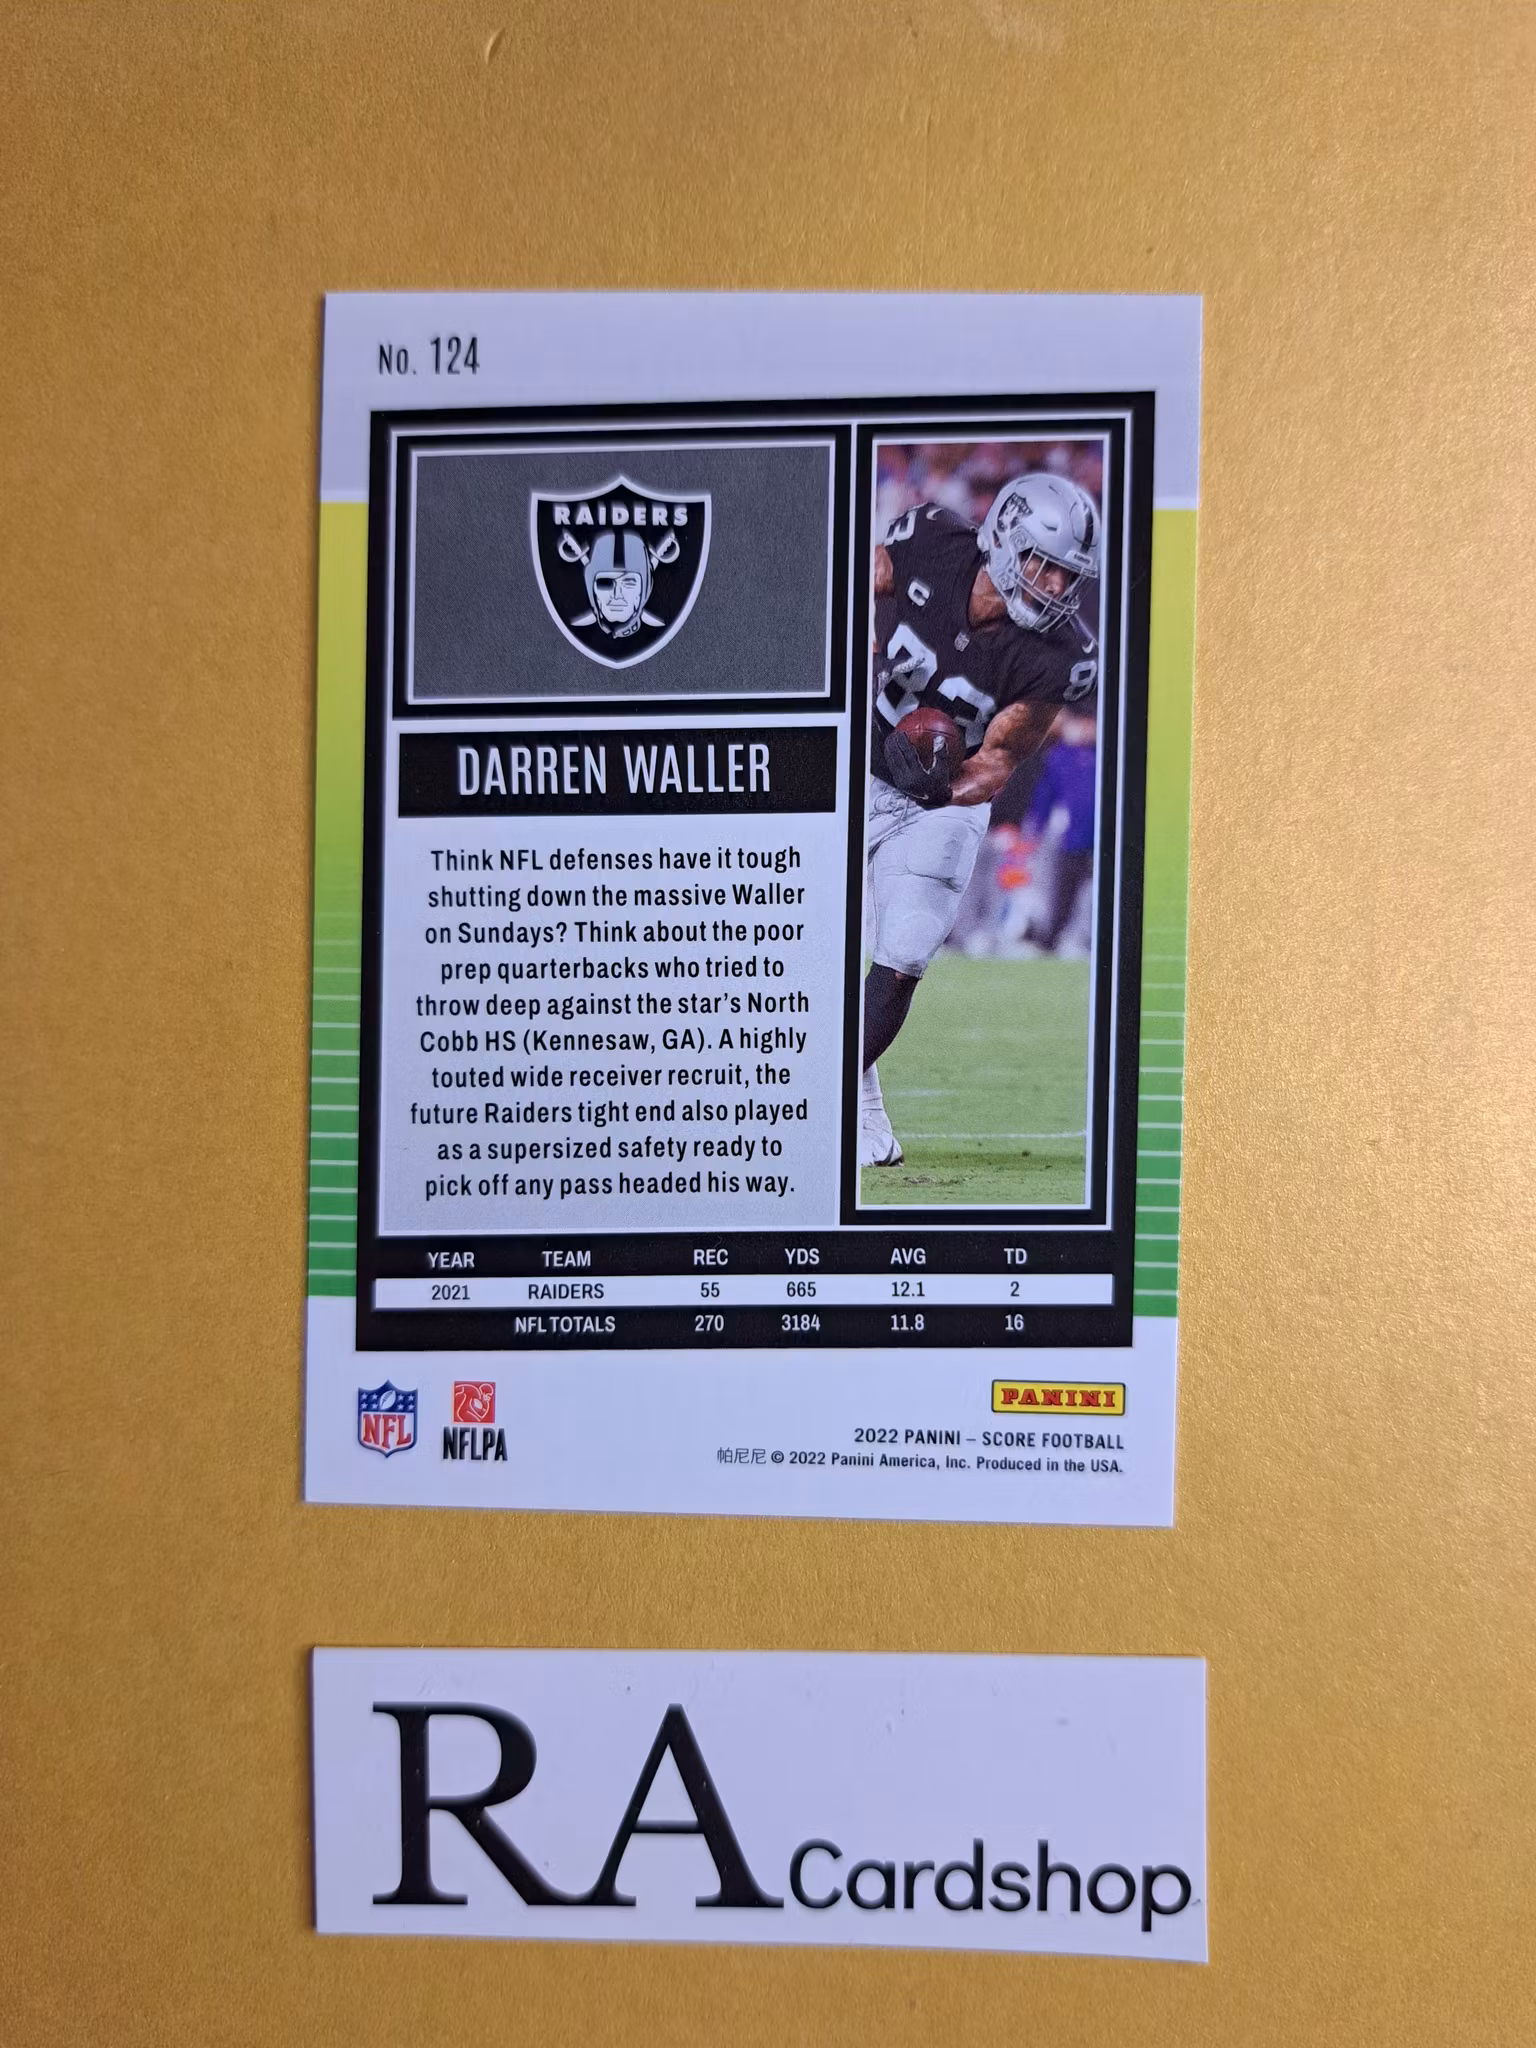 No. 124
RAIDERS
DARREN WALLER
Think NFL defenses have it tough
shutting down the massive Waller
on Sundays? Think about the poor
prep quarterbacks who tried to
throw deep against the star's North
Cobb HS (Kennesaw, GA). A highly
touted wide receiver recruit, the
future Raiders tight end also played
as a supersized safety ready to
pick off any pass headed his way.
83
YEAR TEAM REC YDS AVG TD
2021 RAIDERS 55 665 12.1 2
NFL TOTALS 270 3184 11.8 16
NFL
NFLPA
PANINI
2022 PANINI – SCORE FOOTBALL
帕尼尼 © 2022 Panini America, Inc. Produced in the USA.
RA Cardshop